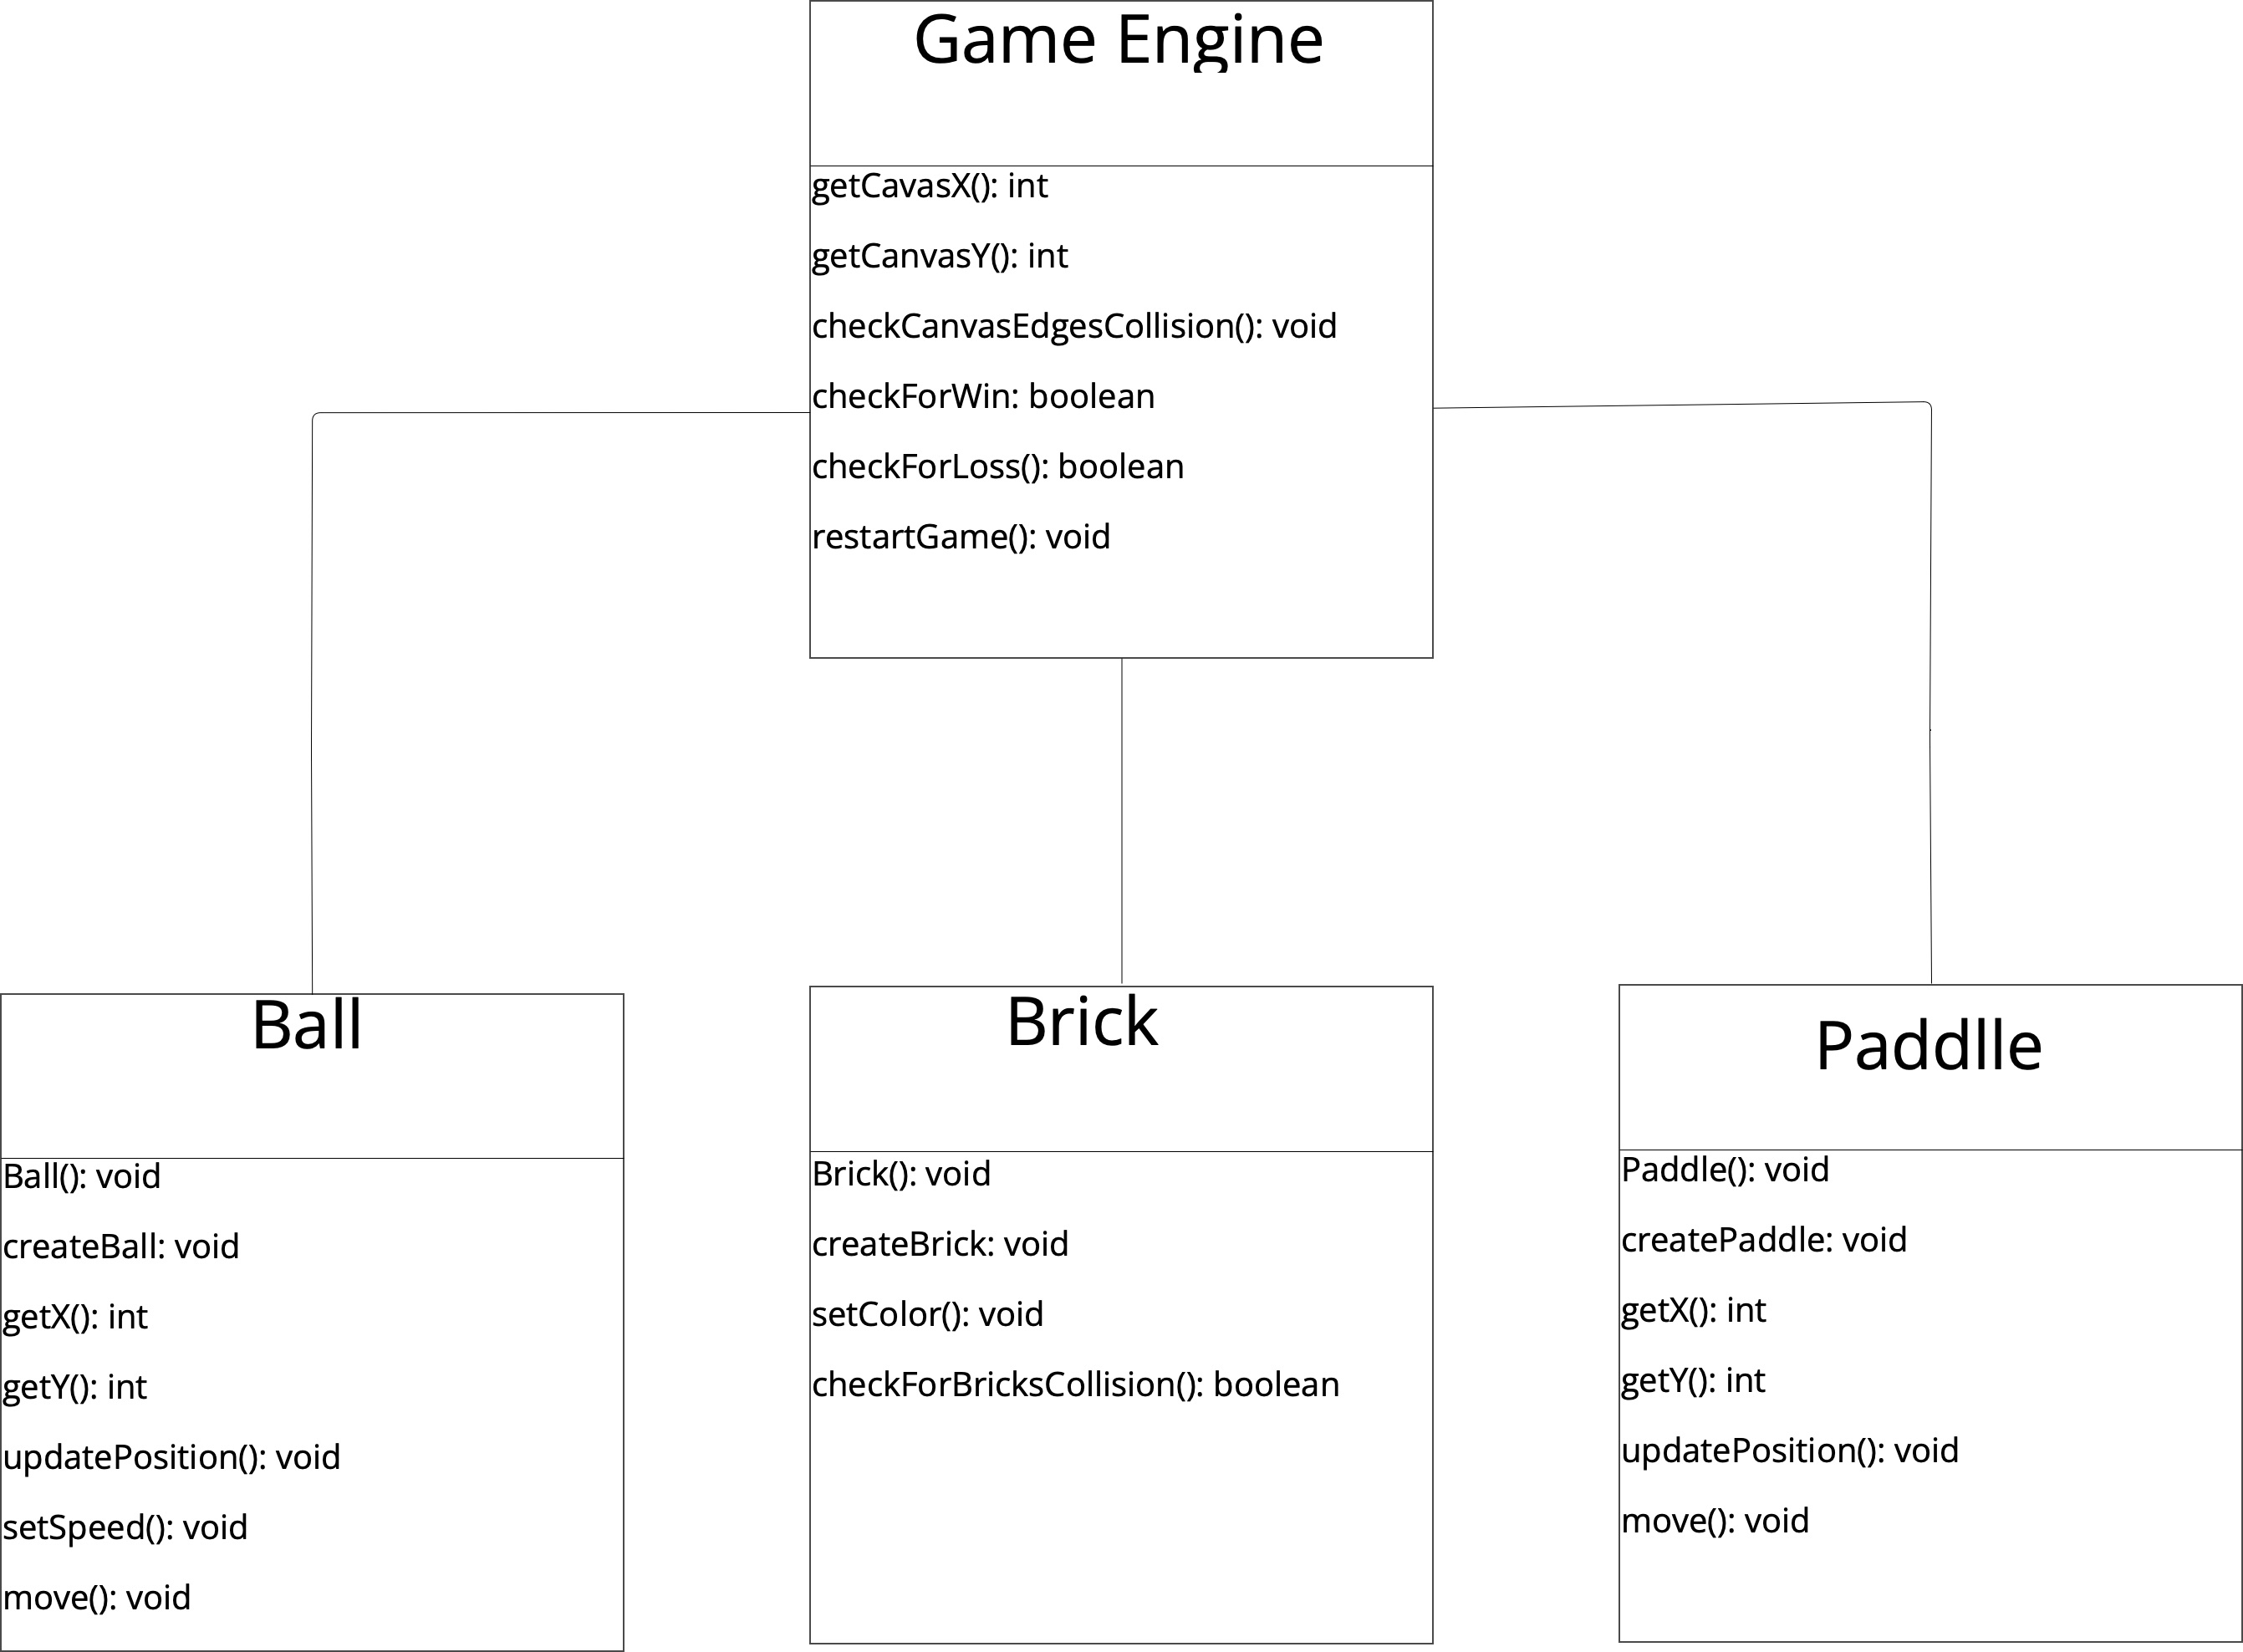 Game Engine
getCavasX(): int
getCanvasY(): int
checkCanvasEdgesCollision(): void
checkForWin: boolean
checkForLoss(): boolean
restartGame(): void
Ball
Ball(): void
createBall: void
getX(): int
getY(): int
updatePosition(): void
setSpeed(): void
move(): void
Brick
Brick(): void
createBrick: void
setColor(): void
checkForBricksCollision(): boolean
Paddlle
Paddle(): void
createPaddle: void
getX(): int
getY(): int
updatePosition(): void
move(): void